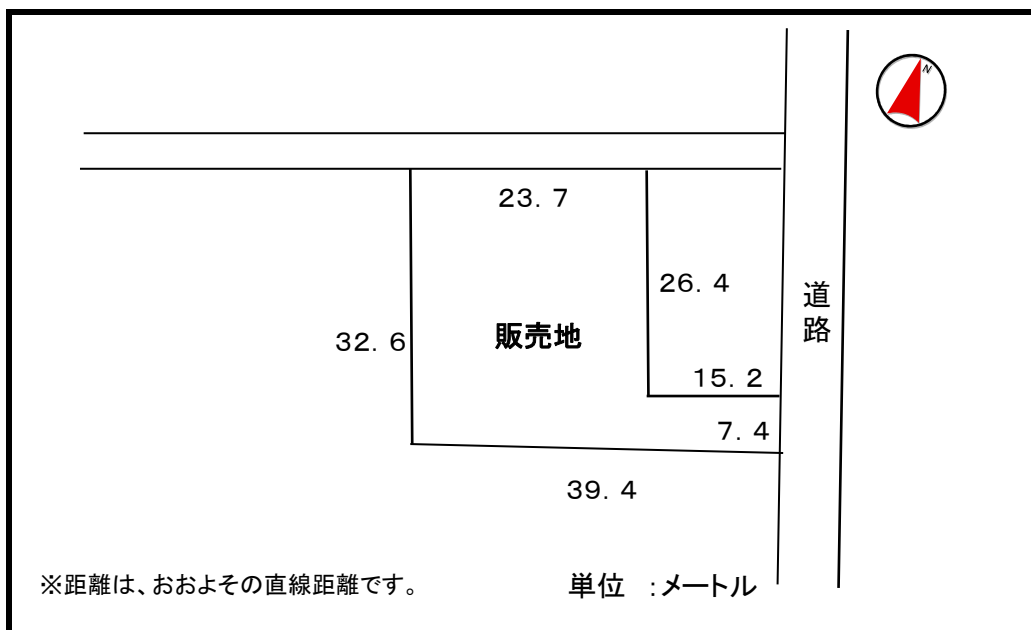 N
23. 7
26. 4
道
路
32. 6
販売地
15. 2
7. 4
39. 4
※距離は、おおよその直線距離です。
単位 :メートル